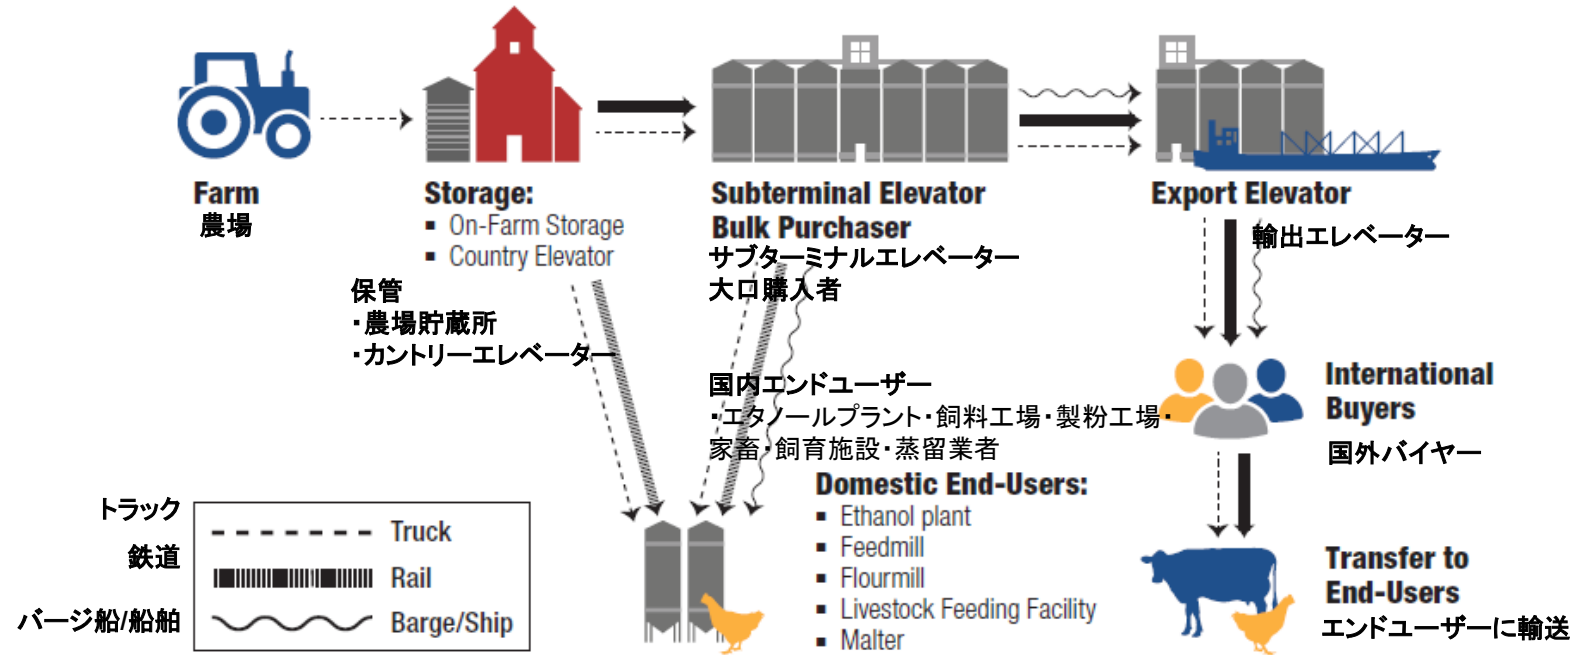 Farm
農場
Storage:
▪ On-Farm Storage
▪ Country Elevator
保管
・農場貯蔵所
・カントリーエレベーター
Subterminal Elevator
Bulk Purchaser
サブターミナルエレベーター
大口購入者
Export Elevator
輸出エレベーター
国内エンドユーザー
・エタノールプラント・飼料工場・製粉工場・
家畜・飼育施設・蒸留業者
Domestic End-Users:
▪ Ethanol plant
▪ Feedmill
▪ Flourmill
▪ Livestock Feeding Facility
▪ Malter
International
Buyers
国外バイヤー
Transfer to
End-Users
エンドユーザーに輸送
トラック
Truck
鉄道
Rail
バージ船/船舶
Barge/Ship